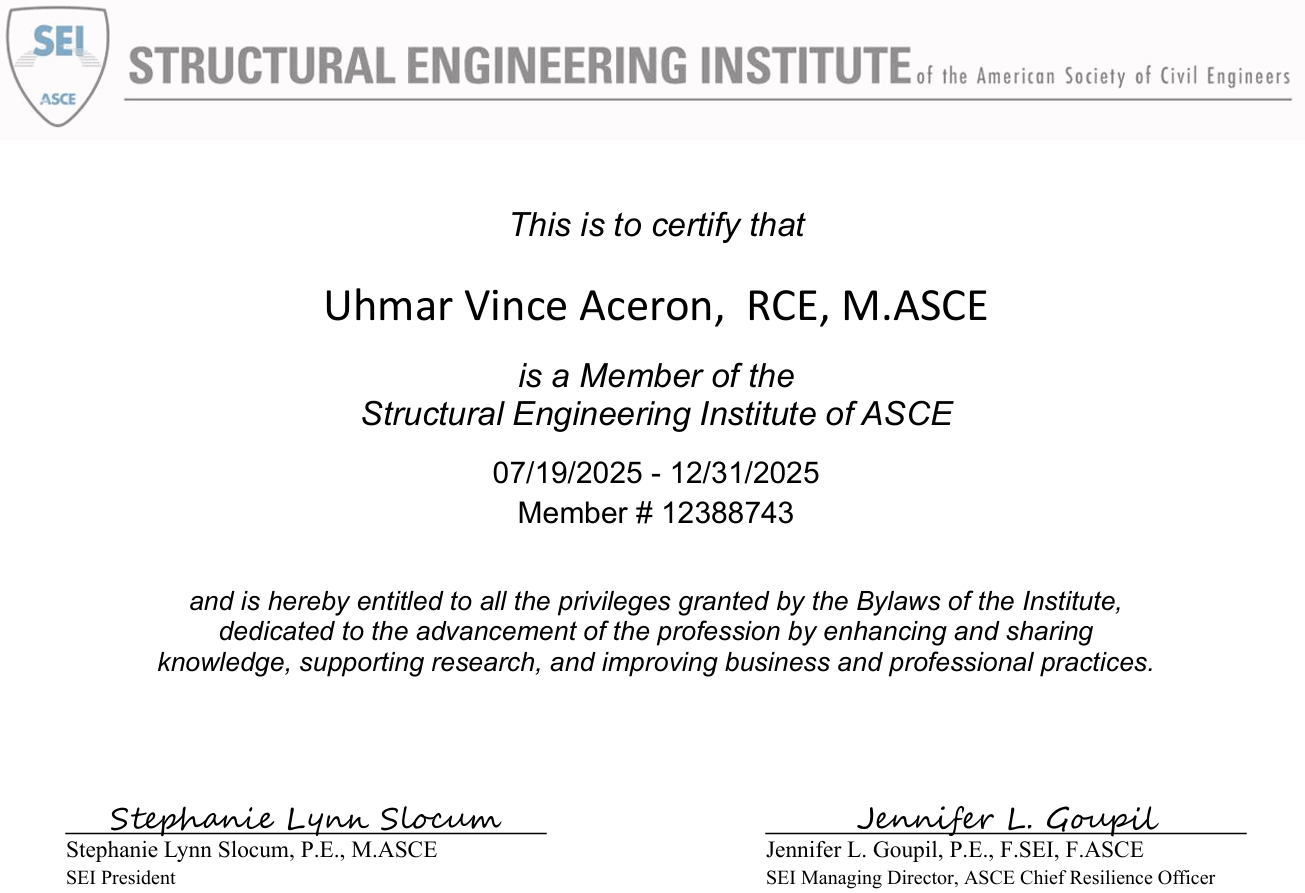 SEI
ASCE
STRUCTURAL ENGINEERING INSTITUTE of the American Society of Civil Engineers
This is to certify that
Uhmar Vince Aceron, RCE, M.ASCE
is a Member of the
Structural Engineering Institute of ASCE
07/19/2025 - 12/31/2025
Member # 12388743
and is hereby entitled to all the privileges granted by the Bylaws of the Institute,
dedicated to the advancement of the profession by enhancing and sharing
knowledge, supporting research, and improving business and professional practices.
Stephanie Lynn Slocum
Stephanie Lynn Slocum, P.E., M.ASCE
SEI President
Jennifer L. Goupil
Jennifer L. Goupil, P.E., F.SEI, F.ASCE
SEI Managing Director, ASCE Chief Resilience Officer